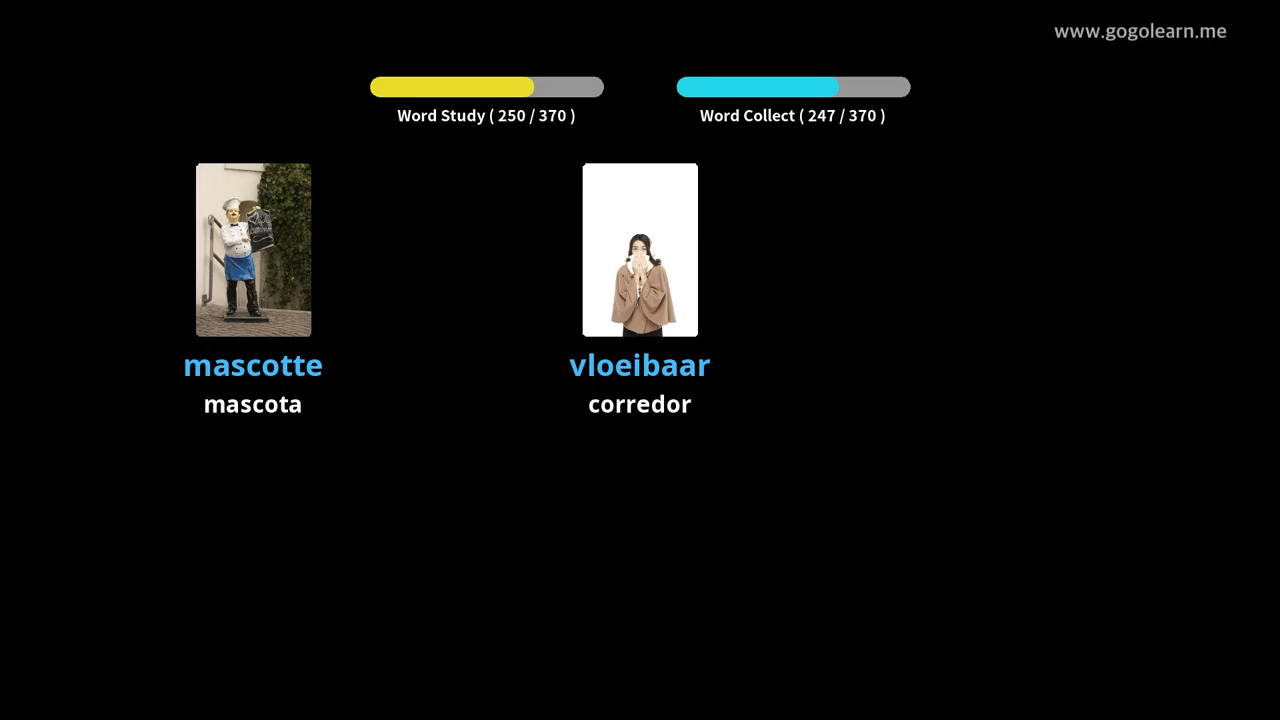 www.gogolearn.me
Word Study ( 250 / 370 )
Word Collect ( 247 / 370 )
mascotte
mascota
vloeibaar
corredor